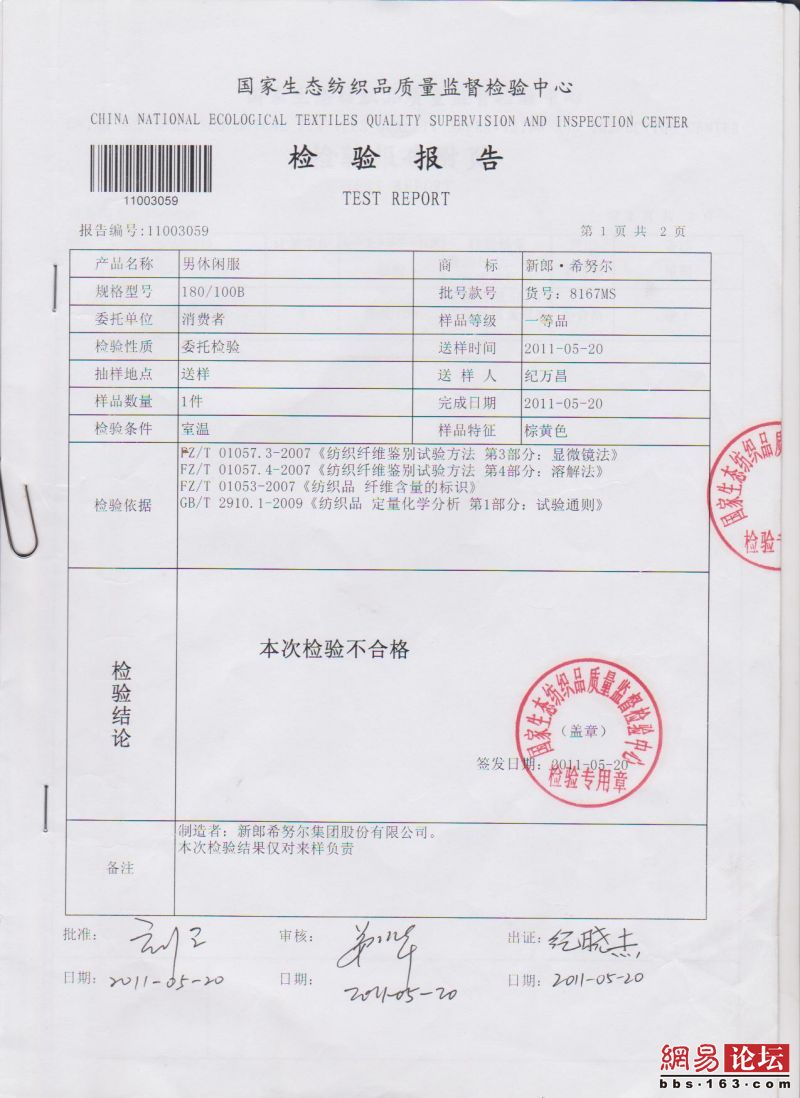 国家生态纺织品质量监督检验中心
CHINA NATIONAL ECOLOGICAL TEXTILES QUALITY SUPERVISION AND INSPECTION CENTER
检 验 报 告
11003059
TEST REPORT
报告编号:11003059
第 1 页 共 2 页
产品名称 男休闲服 商 标 新郎·希努尔
规格型号 180/100B 批号款号 货号: 8167MS
委托单位 消费者 样品等级 一等品
检验性质 委托检验 送样时间 2011-05-20
抽样地点 送样 送 样 人 纪万昌
样品数量 1件 完成日期 2011-05-20
检验条件 室温 样品特征 棕黄色
检验依据
FZ/T 01057.3-2007《纺织纤维鉴别试验方法 第3部分: 显微镜法》
FZ/T 01057.4-2007《纺织纤维鉴别试验方法 第4部分: 溶解法》
FZ/T 01053-2007《纺织品 纤维含量的标识》
GB/T 2910.1-2009《纺织品 定量化学分析 第1部分: 试验通则》
国家生态纺织品质
检验专
检验结论
本次检验不合格
国家生态纺织品质量监督检验中心
(盖章)
签发日期: 2011-05-20
检验专用章
备注
制造者: 新郎希努尔集团股份有限公司。
本次检验结果仅对来样负责
批准: 审核: 出证: 纪晓杰
日期: 2011-05-20 日期: 2011-05-20 日期: 2011-05-20
網易 论坛
bbs·163.com